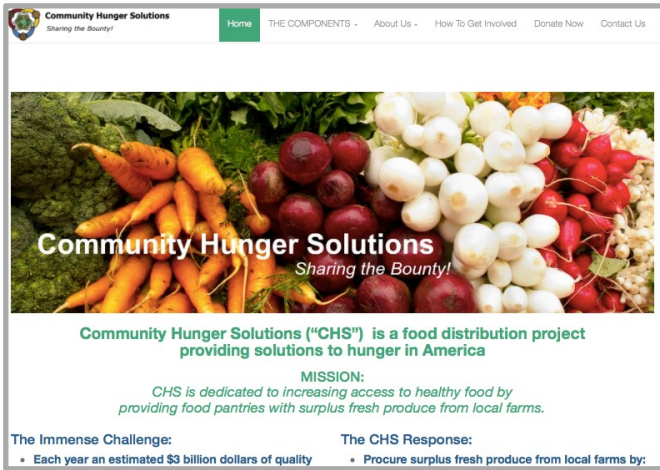 Community Hunger Solutions
Sharing the Bounty!
Home THE COMPONENTS - About Us - How To Get Involved Donate Now Contact Us
Community Hunger Solutions
Sharing the Bounty!
Community Hunger Solutions (“CHS”) is a food distribution project
providing solutions to hunger in America
MISSION:
CHS is dedicated to increasing access to healthy food by
providing food pantries with surplus fresh produce from local farms.
The Immense Challenge:
• Each year an estimated $3 billion dollars of quality
The CHS Response:
• Procure surplus fresh produce from local farms by: